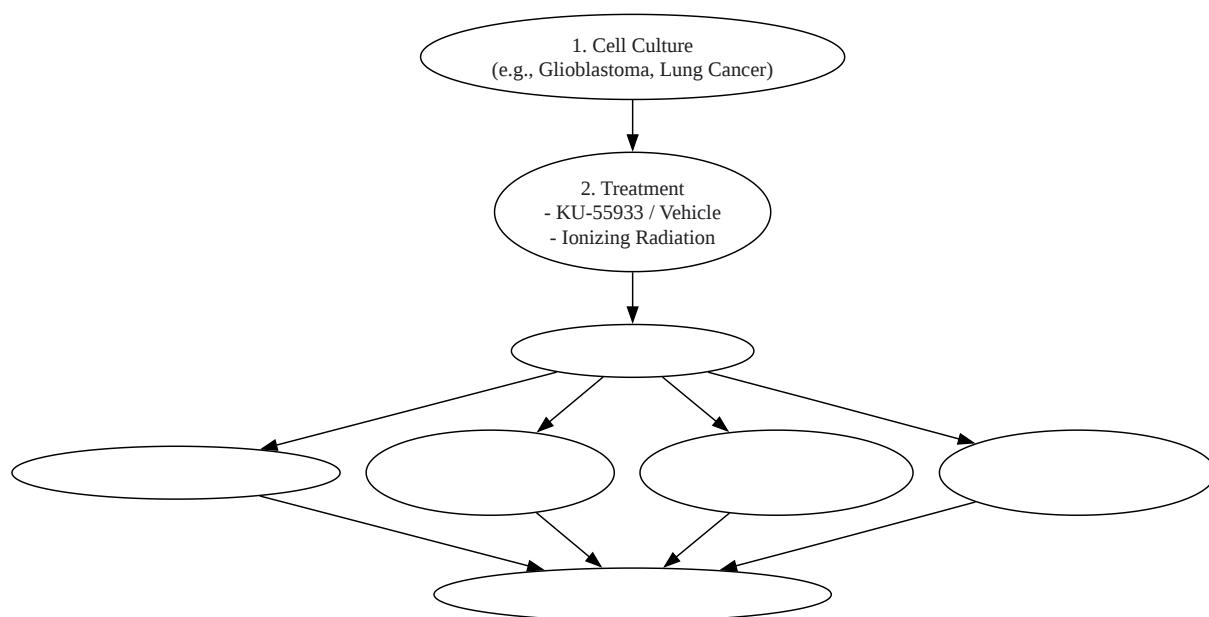 1. Cell Culture
(e.g., Glioblastoma, Lung Cancer)
2. Treatment
- KU-55933 / Vehicle
- Ionizing Radiation